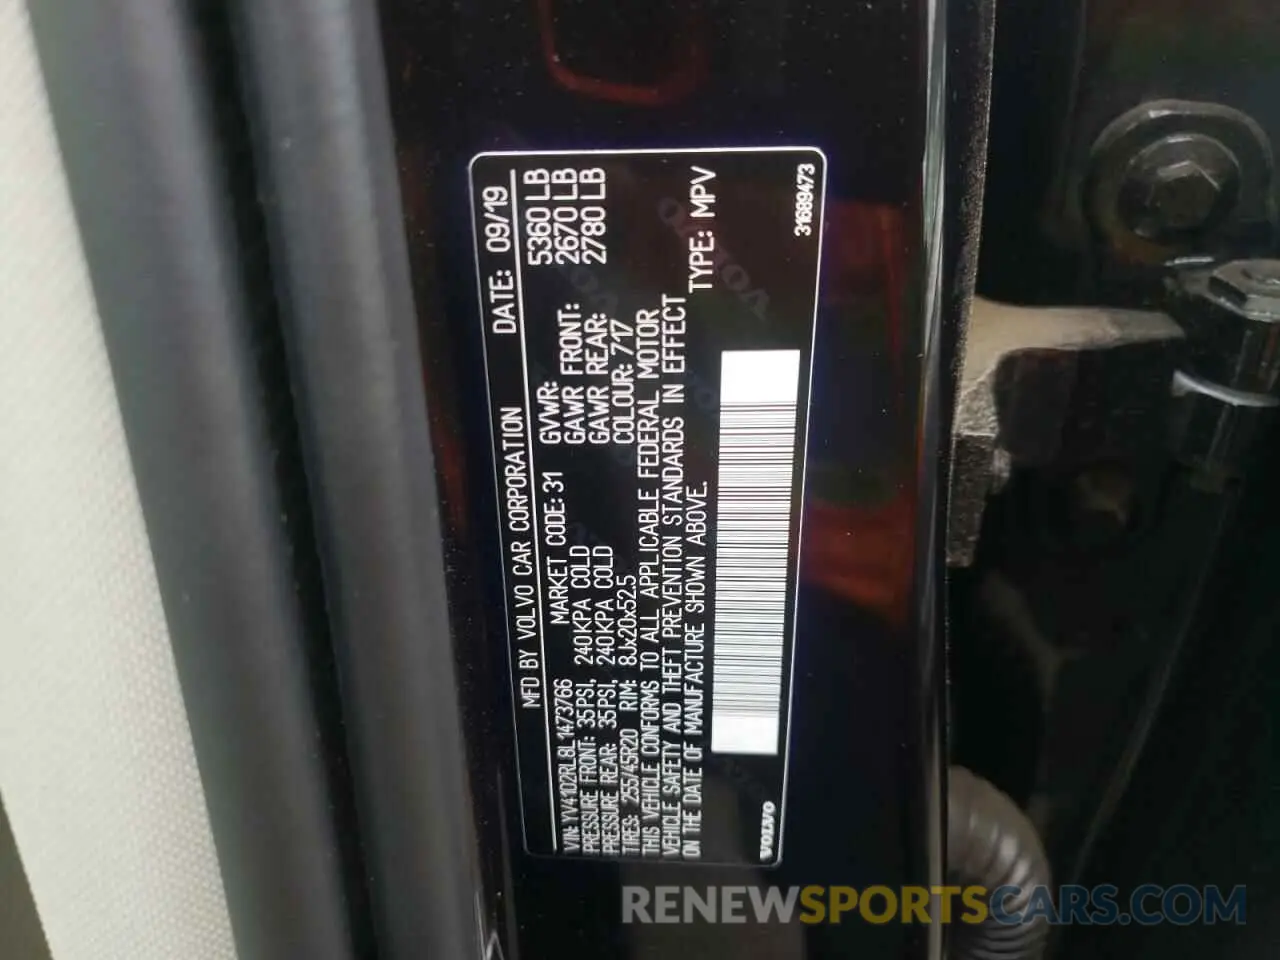 MFD BY VOLVO CAR CORPORATION DATE: 09/19
VIN: YV4102RL8L1473766 MARKET CODE: 31 GVWR: 5360 LB
PRESSURE FRONT: 35PSI, 240KPA COLD GAWR FRONT: 2670 LB
PRESSURE REAR: 35PSI, 240KPA COLD GAWR REAR: 2780 LB
TIRES: 255/45R20 RIM: 8Jx20x52.5 COLOUR: 717
THIS VEHICLE CONFORMS TO ALL APPLICABLE FEDERAL MOTOR
VEHICLE SAFETY AND THEFT PREVENTION STANDARDS IN EFFECT
ON THE DATE OF MANUFACTURE SHOWN ABOVE. TYPE: MPV
VOLVO 31689473
RENEWSPORTSCARS.COM